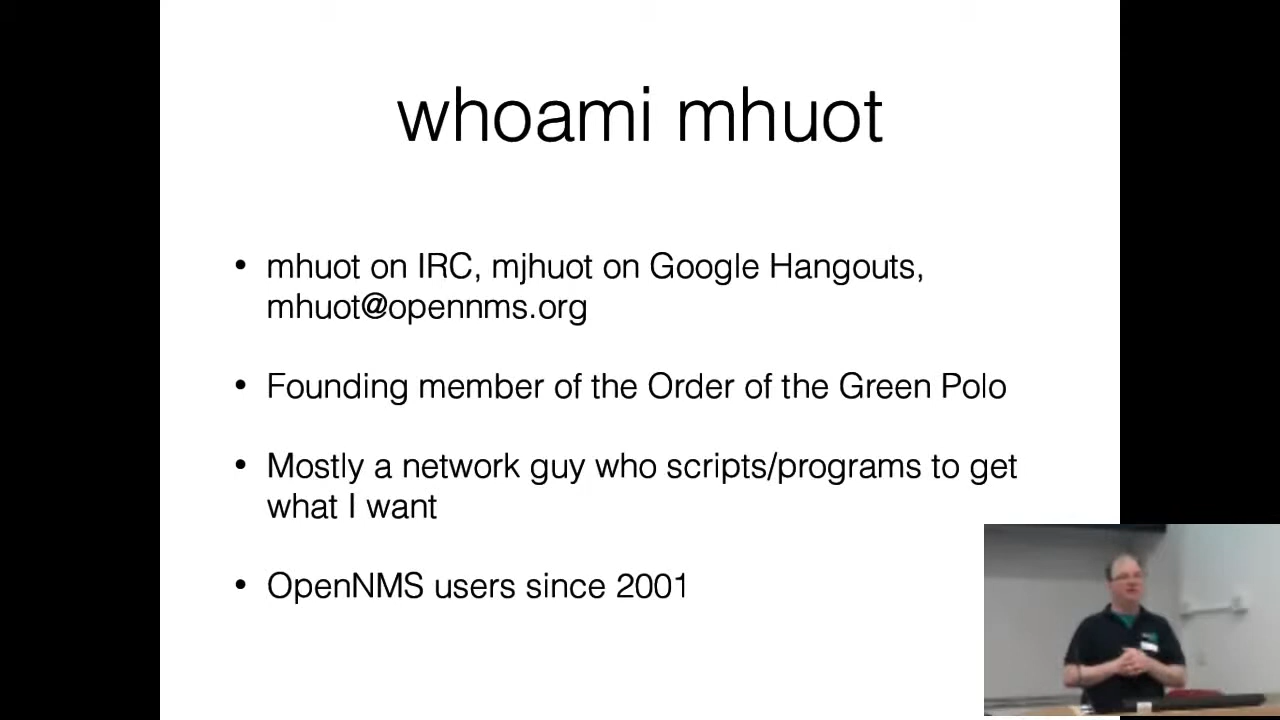 whoami mhuot
• mhuot on IRC, mjhuot on Google Hangouts,
mhuot@opennms.org
• Founding member of the Order of the Green Polo
• Mostly a network guy who scripts/programs to get
what I want
• OpenNMS users since 2001